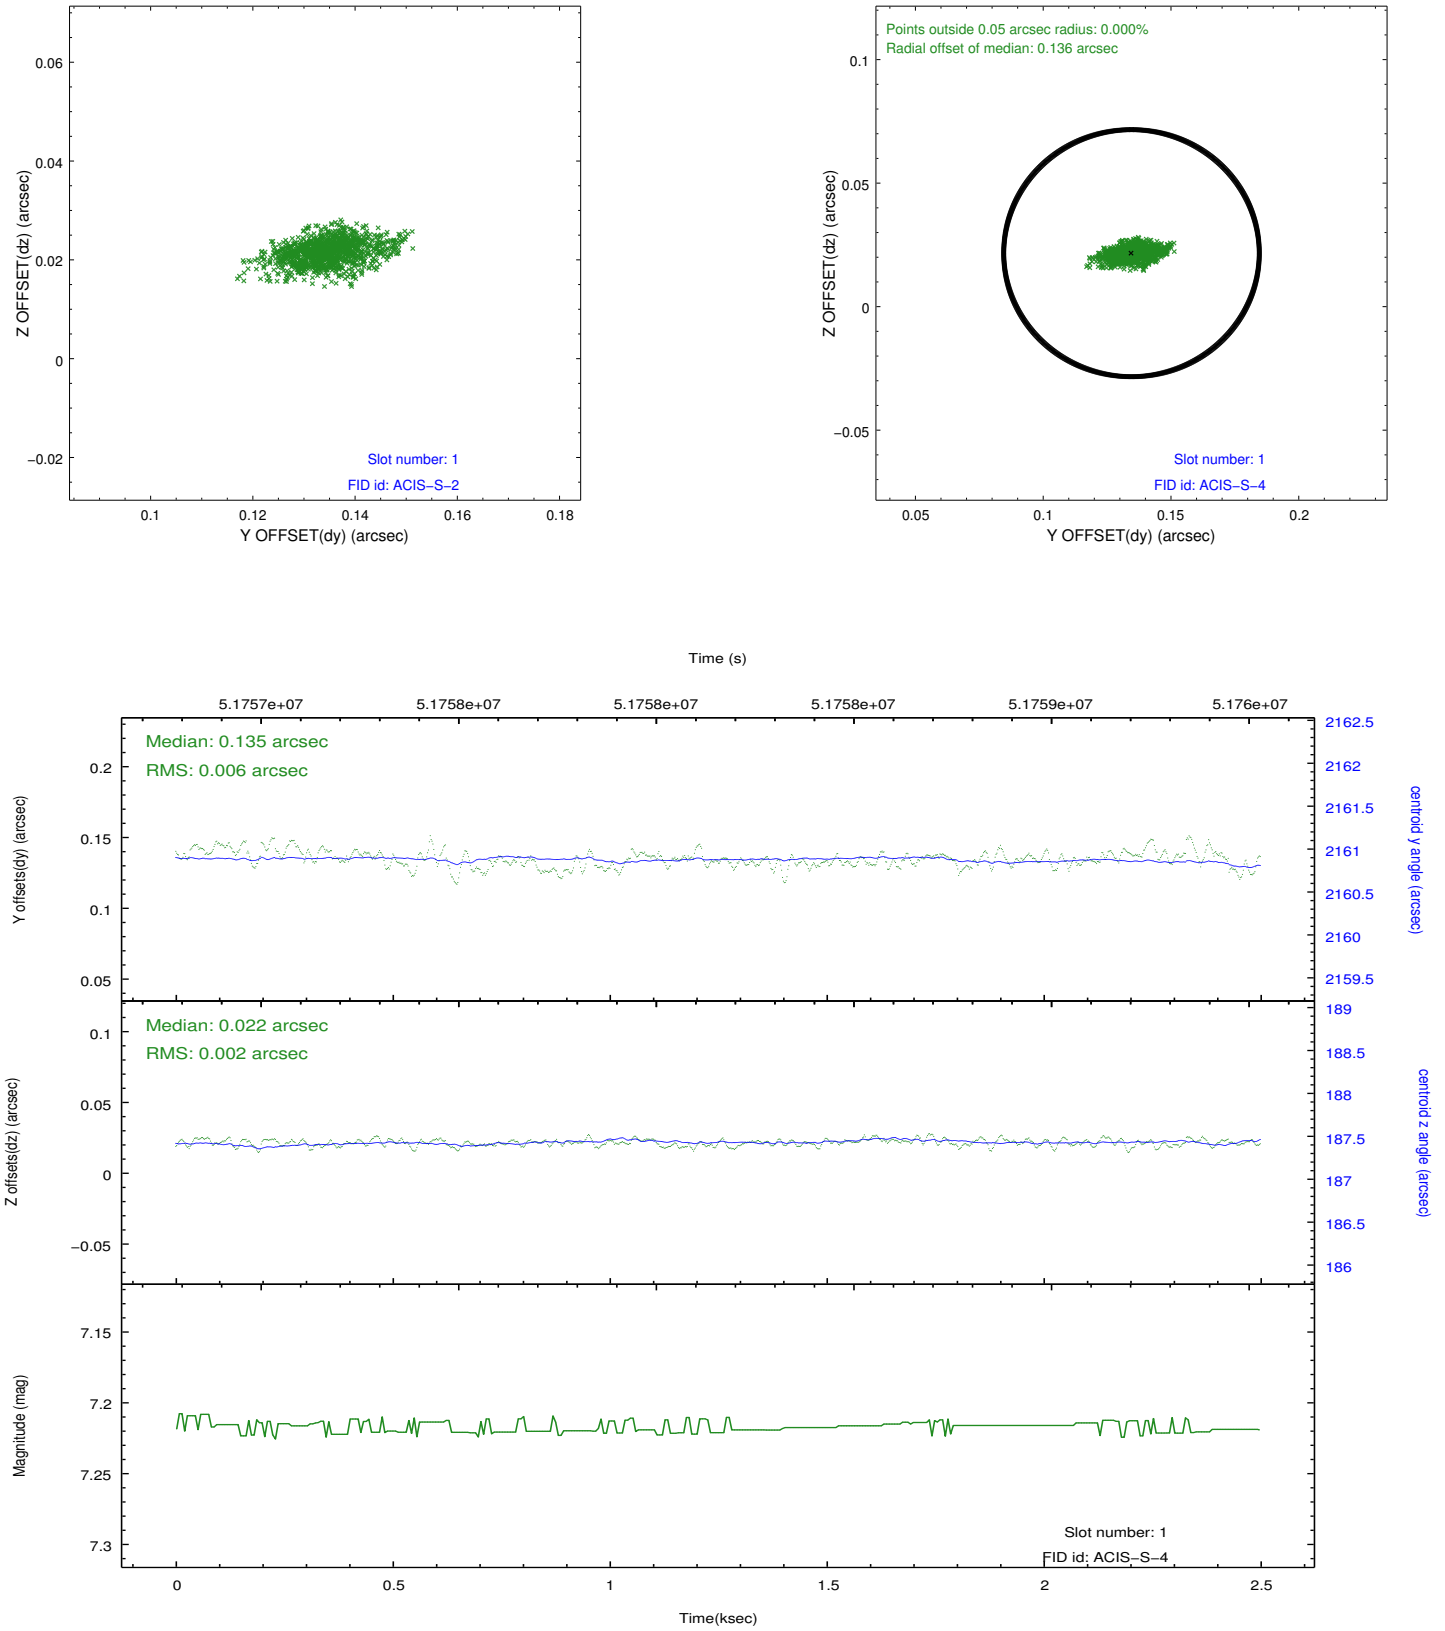 0.06
0.04
0.02
0
−0.02
Z OFFSET(dz) (arcsec)
Slot number: 1
FID id: ACIS−S−2
0.1
0.12
0.14
0.16
0.18
Y OFFSET(dy) (arcsec)
Points outside 0.05 arcsec radius: 0.000%
Radial offset of median: 0.136 arcsec
0.1
0.05
0
−0.05
Z OFFSET(dz) (arcsec)
Slot number: 1
FID id: ACIS−S−4
0.05
0.1
0.15
0.2
Y OFFSET(dy) (arcsec)
Time (s)
5.1757e+07
5.1758e+07
5.1758e+07
5.1758e+07
5.1759e+07
5.176e+07
Median: 0.135 arcsec
RMS: 0.006 arcsec
0.2
0.15
0.1
0.05
Y offsets(dy) (arcsec)
2162.5
2162
2161.5
2161
2160.5
2160
2159.5
centroid y angle (arcsec)
Median: 0.022 arcsec
RMS: 0.002 arcsec
0.1
0.05
0
−0.05
Z offsets(dz) (arcsec)
189
188.5
188
187.5
187
186.5
186
centroid z angle (arcsec)
7.15
7.2
7.25
7.3
Magnitude (mag)
Slot number: 1
FID id: ACIS−S−4
0
0.5
1
1.5
2
2.5
Time(ksec)